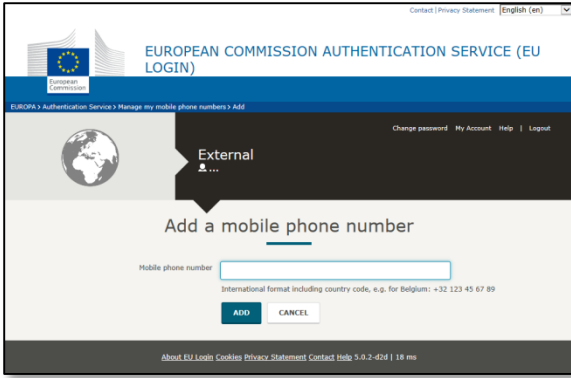 Contact | Privacy Statement English (en)
EUROPEAN COMMISSION AUTHENTICATION SERVICE (EU
LOGIN)
European
Commission
EUROPA > Authentication Service > Manage my mobile phone numbers > Add
Change password My Account Help | Logout
External
...
Add a mobile phone number
Mobile phone number
International format including country code, e.g. for Belgium: +32 123 45 67 89
ADD CANCEL
About EU Login Cookies Privacy Statement Contact Help 5.0.2-d2d | 18 ms